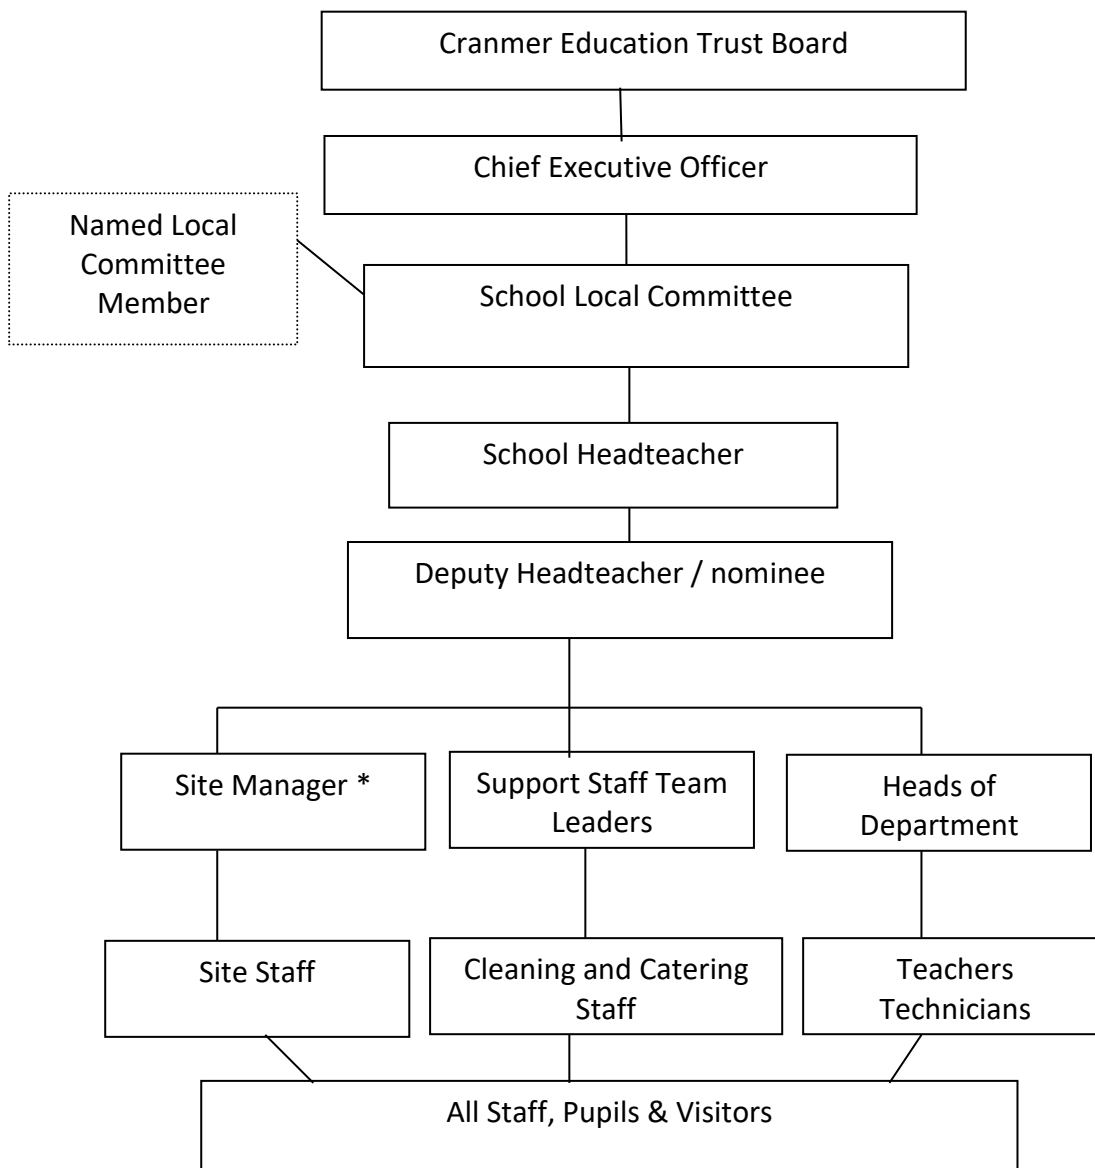 Cranmer Education Trust Board
Chief Executive Officer
Named Local
Committee
Member
School Local Committee
School Headteacher
Deputy Headteacher / nominee
Site Manager *
Support Staff Team
Leaders
Heads of
Department
Site Staff
Cleaning and Catering
Staff
Teachers
Technicians
All Staff, Pupils & Visitors